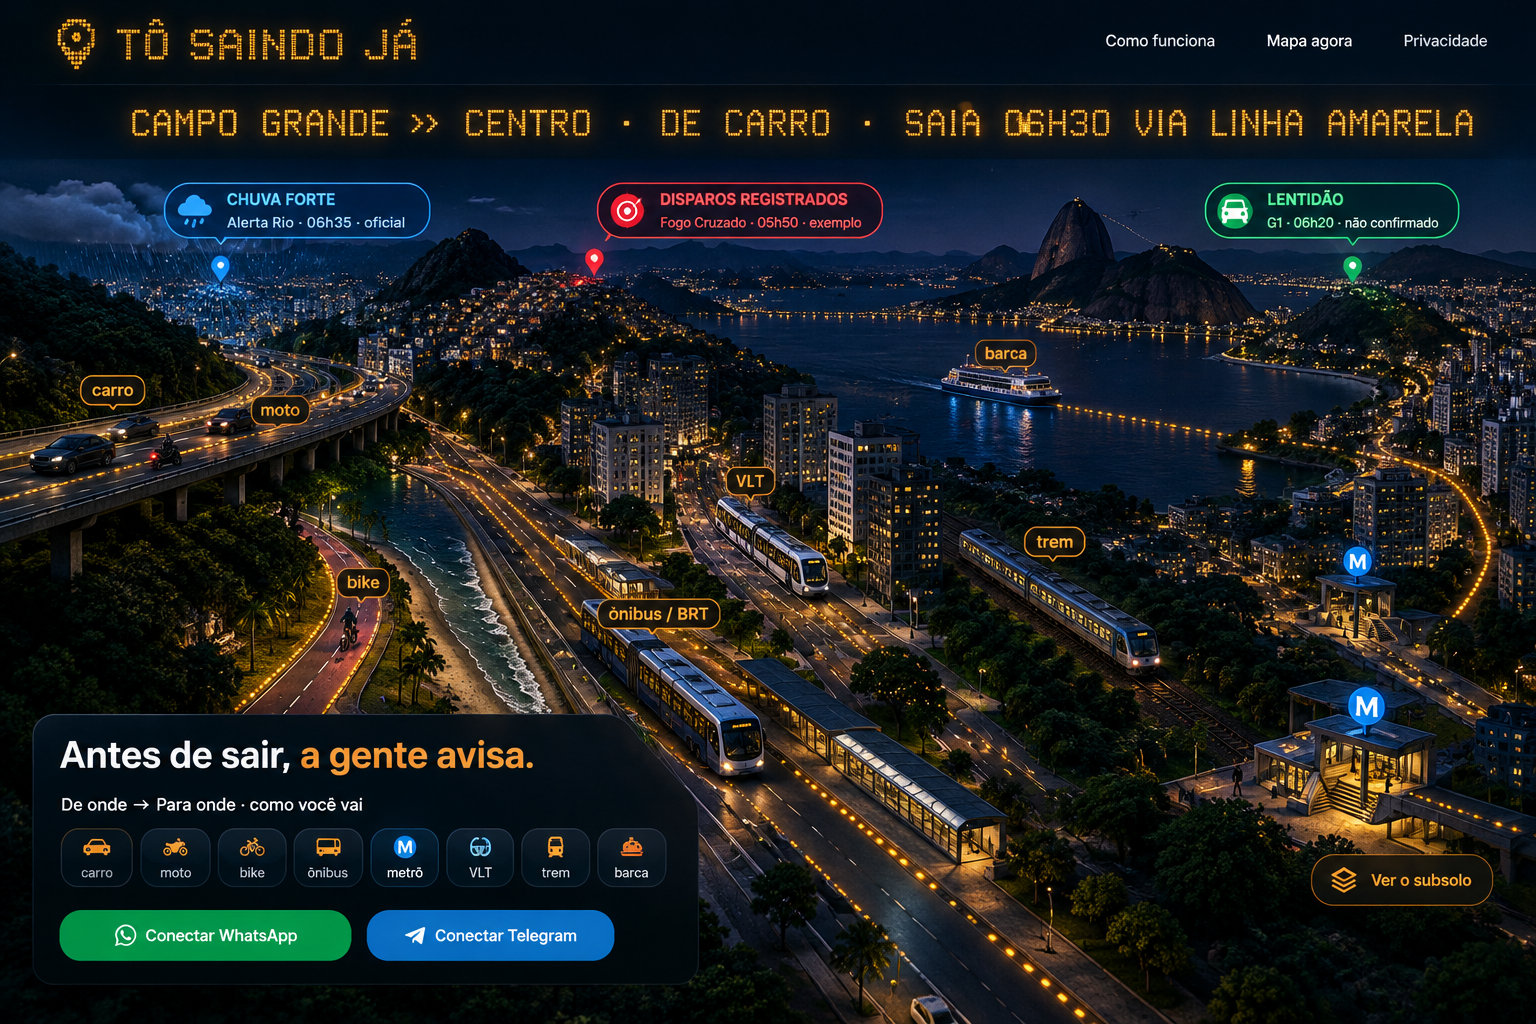 TÔ SAINDO JÁ
Como funciona
Mapa agora
Privacidade
CAMPO GRANDE >> CENTRO · DE CARRO · SAIA 06H30 VIA LINHA AMARELA
CHUVA FORTE
Alerta Rio · 06h35 · oficial
DISPAROS REGISTRADOS
Fogo Cruzado · 05h50 · exemplo
LENTIDÃO
G1 · 06h20 · não confirmado
barca
carro
moto
VLT
trem
M
bike
ônibus / BRT
M
Antes de sair, a gente avisa.
De onde → Para onde · como você vai
carro
moto
bike
ônibus
M
metrô
VLT
trem
barca
Ver o subsolo
Conectar WhatsApp
Conectar Telegram